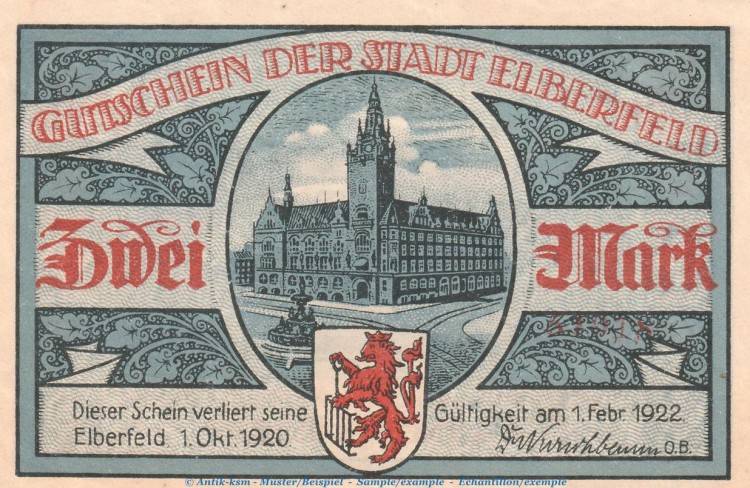 GUTSCHEIN DER STADT ELBERFELD
Zwei Mark
Dieser Schein verliert seine Gültigkeit am 1. Febr 1922.
Elberfeld, 1. Okt. 1920. O.B.
© Antik-ksm - Muster/Beispiel - Sample/example - Echantillon/exemple